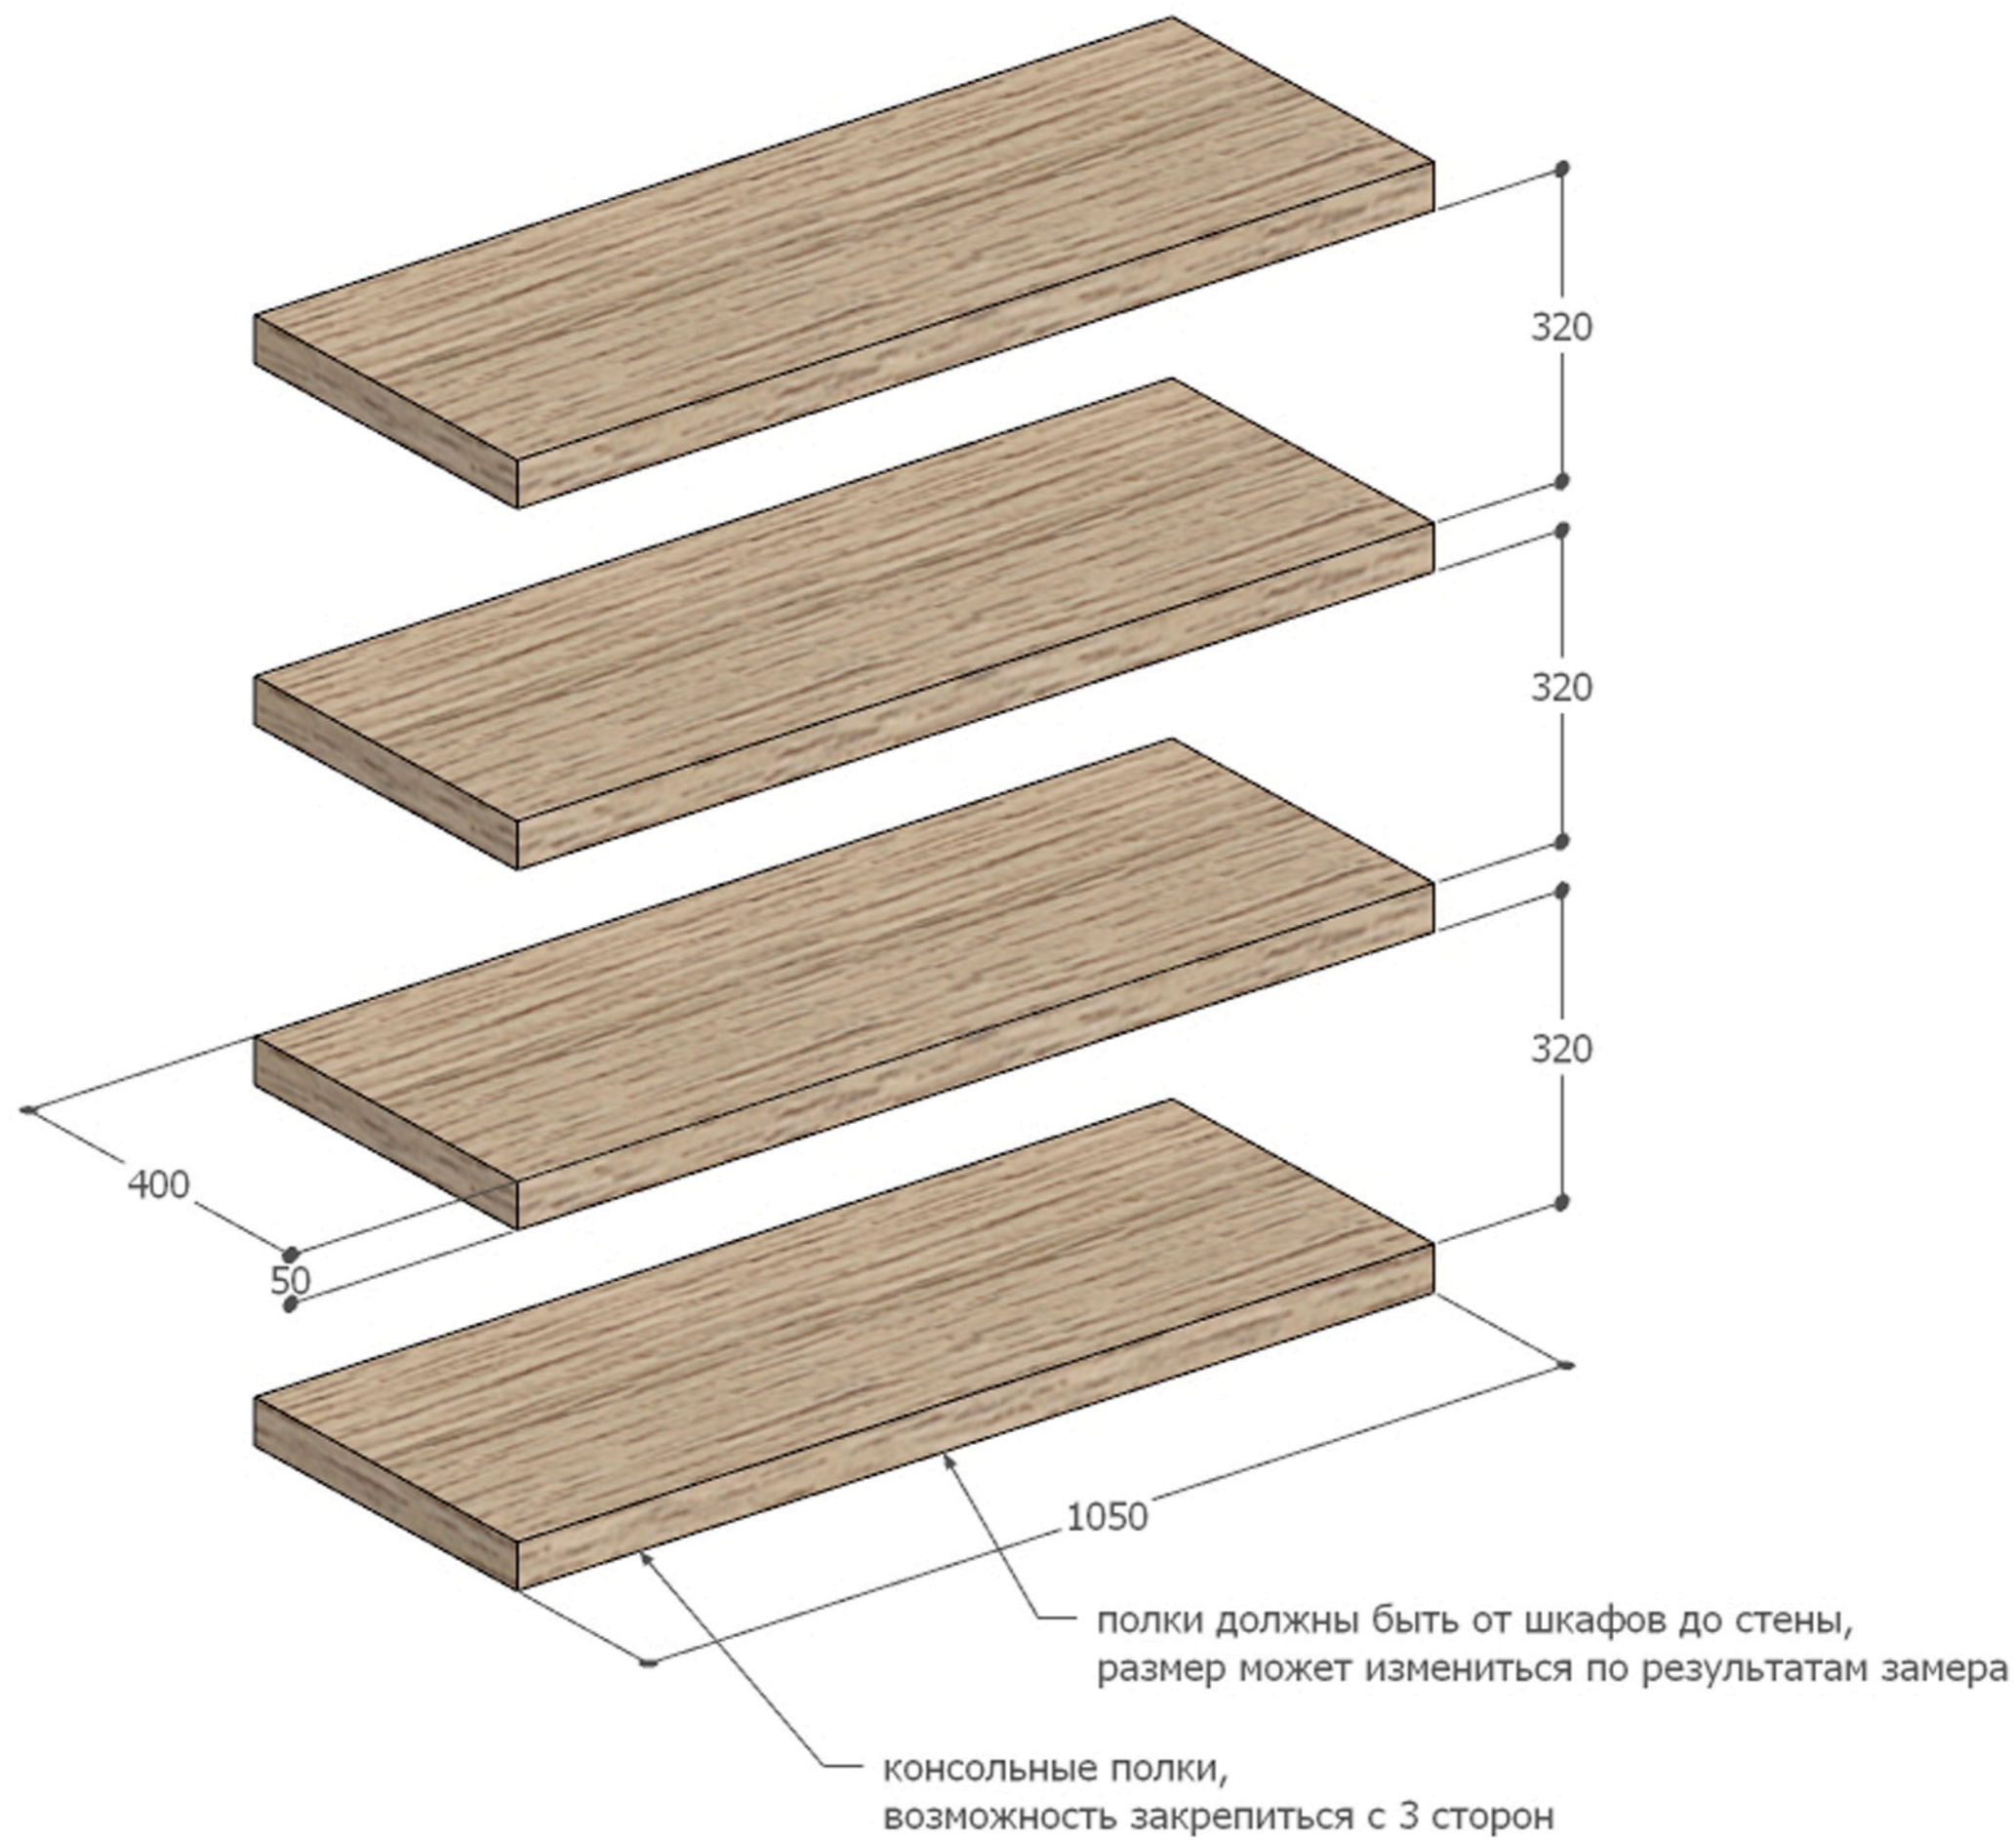 320
320
320
400
50
1050
полки должны быть от шкафов до стены,
размер может измениться по результатам замера
консольные полки,
возможность закрепиться с 3 сторон